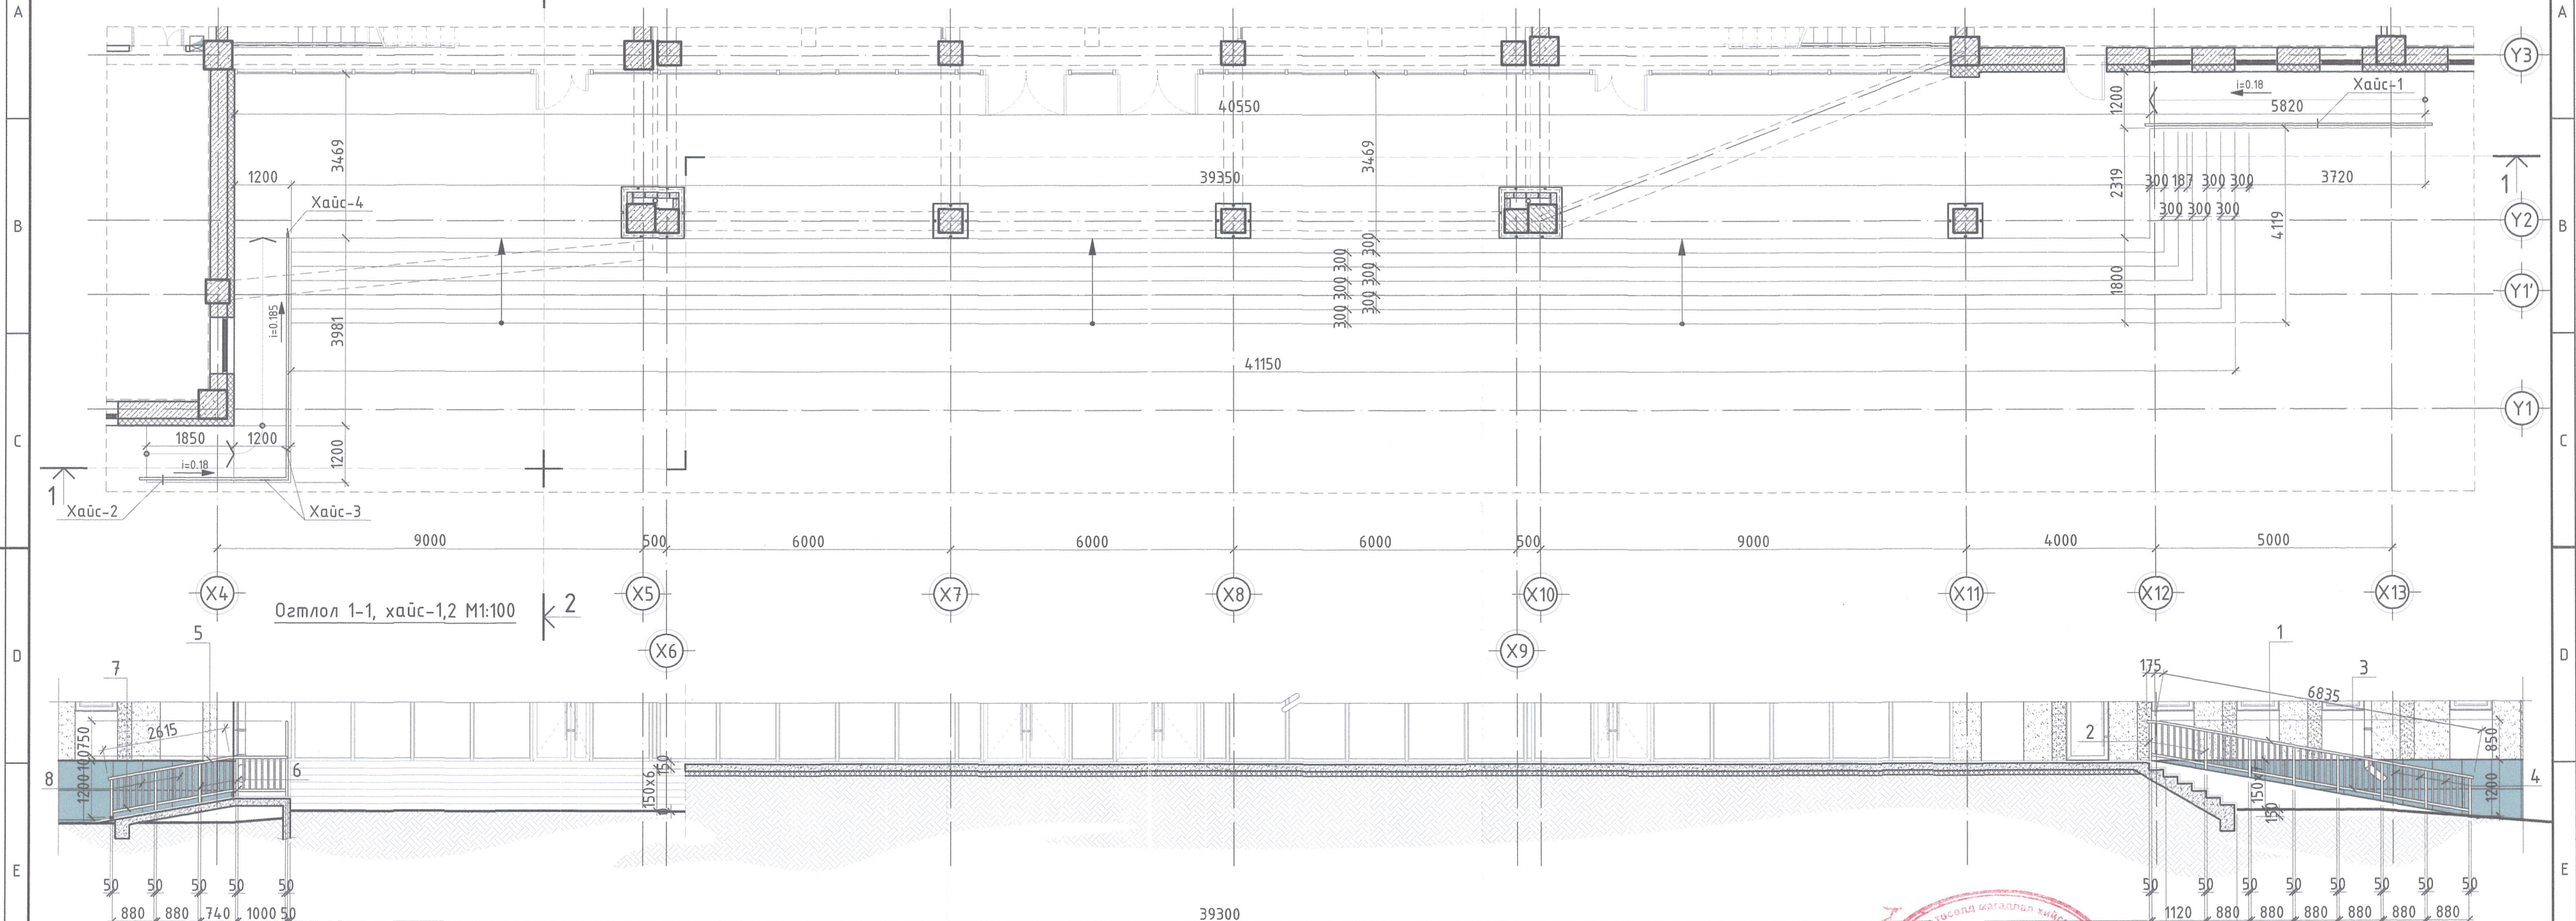 A
A
Y3
i=0.18
Хайс-1
5820
1200
40550
3469
3469
1200
39350
300 187 300 300
3720
2319
1
Хайс-4
B
B
Y2
300 300 300
4119
300 300 300
300 300 300
1800
i=0.185
3981
Y1'
41150
Y1
C
C
1850
1200
1200
i=0.18
1
Хайс-2
Хайс-3
9000
500
6000
6000
6000
500
9000
4000
5000
X4
X5
X7
X8
X10
X11
X12
X13
Огтлол 1-1, хайс-1,2 М1:100
2
X6
X9
5
1
D
D
7
175
3
6835
2615
750
100
1200
2
850
8
6
150
150x6
4
150x7
150
1200
E
E
50 50 50 50 50
50 50 50 50 50 50 50 50
880 880 740 1000 50
39300
1120 880 880 880 880 880 880
төсөлд магадлал хийс